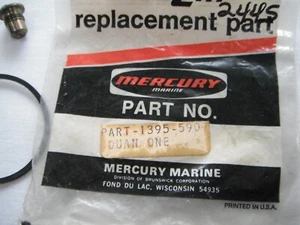 2445
replacement part
MERCURY
MARINE
PART NO.
PART-1395-590
QUAN. ONE
MERCURY MARINE
DIVISION OF BRUNSWICK CORPORATION
FOND DU LAC, WISCONSIN 54935
PRINTED IN U.S.A.